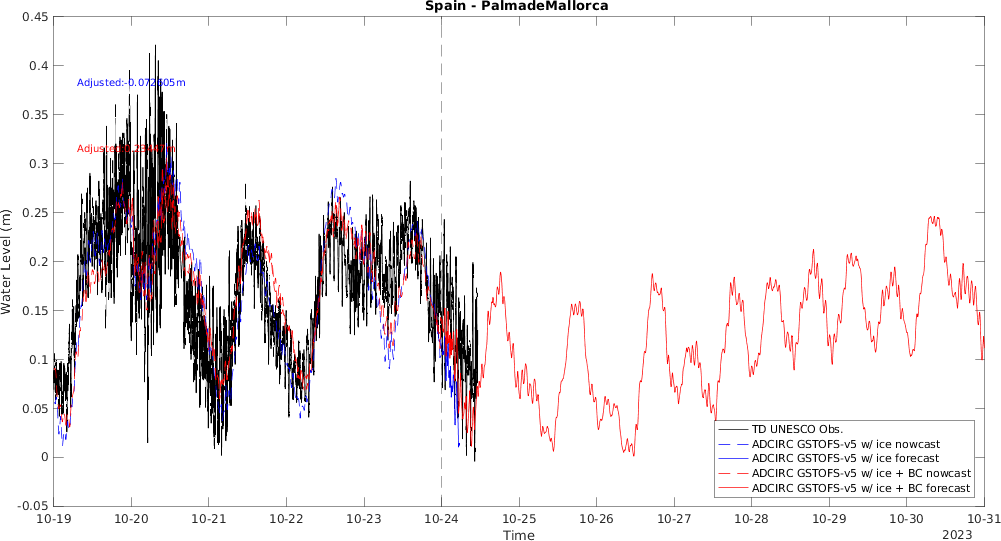 Spain - PalmadeMallorca
Water Level (m)
0.45
0.4
0.35
0.3
0.25
0.2
0.15
0.1
0.05
0
-0.05
Adjusted:-0.072605m
TD UNESCO Obs.
ADCIRC GSTOFS-v5 w/ ice nowcast
ADCIRC GSTOFS-v5 w/ ice forecast
ADCIRC GSTOFS-v5 w/ ice + BC nowcast
ADCIRC GSTOFS-v5 w/ ice + BC forecast
10-19 10-20 10-21 10-22 10-23 10-24 10-25 10-26 10-27 10-28 10-29 10-30 10-31
Time
2023